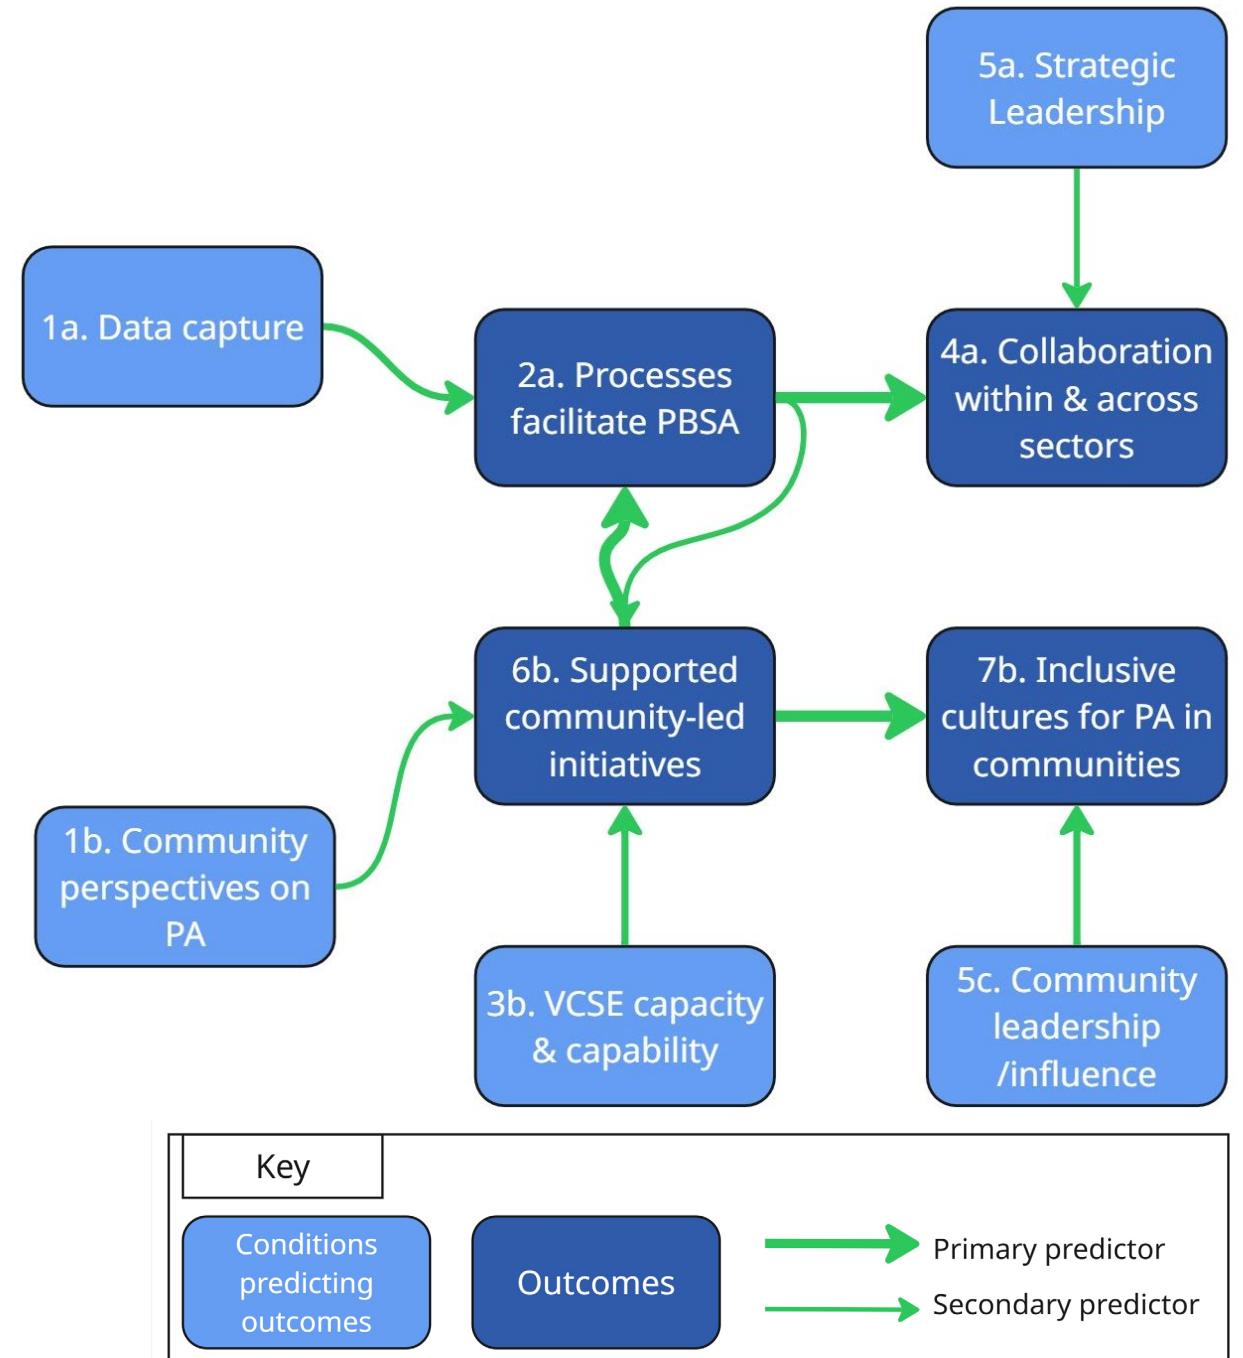 5a. Strategic
Leadership
1a. Data capture
2a. Processes
facilitate PBSA
4a. Collaboration
within & across
sectors
6b. Supported
community-led
initiatives
7b. Inclusive
cultures for PA in
communities
1b. Community
perspectives on
PA
3b. VCSE capacity
& capability
5c. Community
leadership
/influence
Key
Conditions
predicting
outcomes
Outcomes
Primary predictor
Secondary predictor